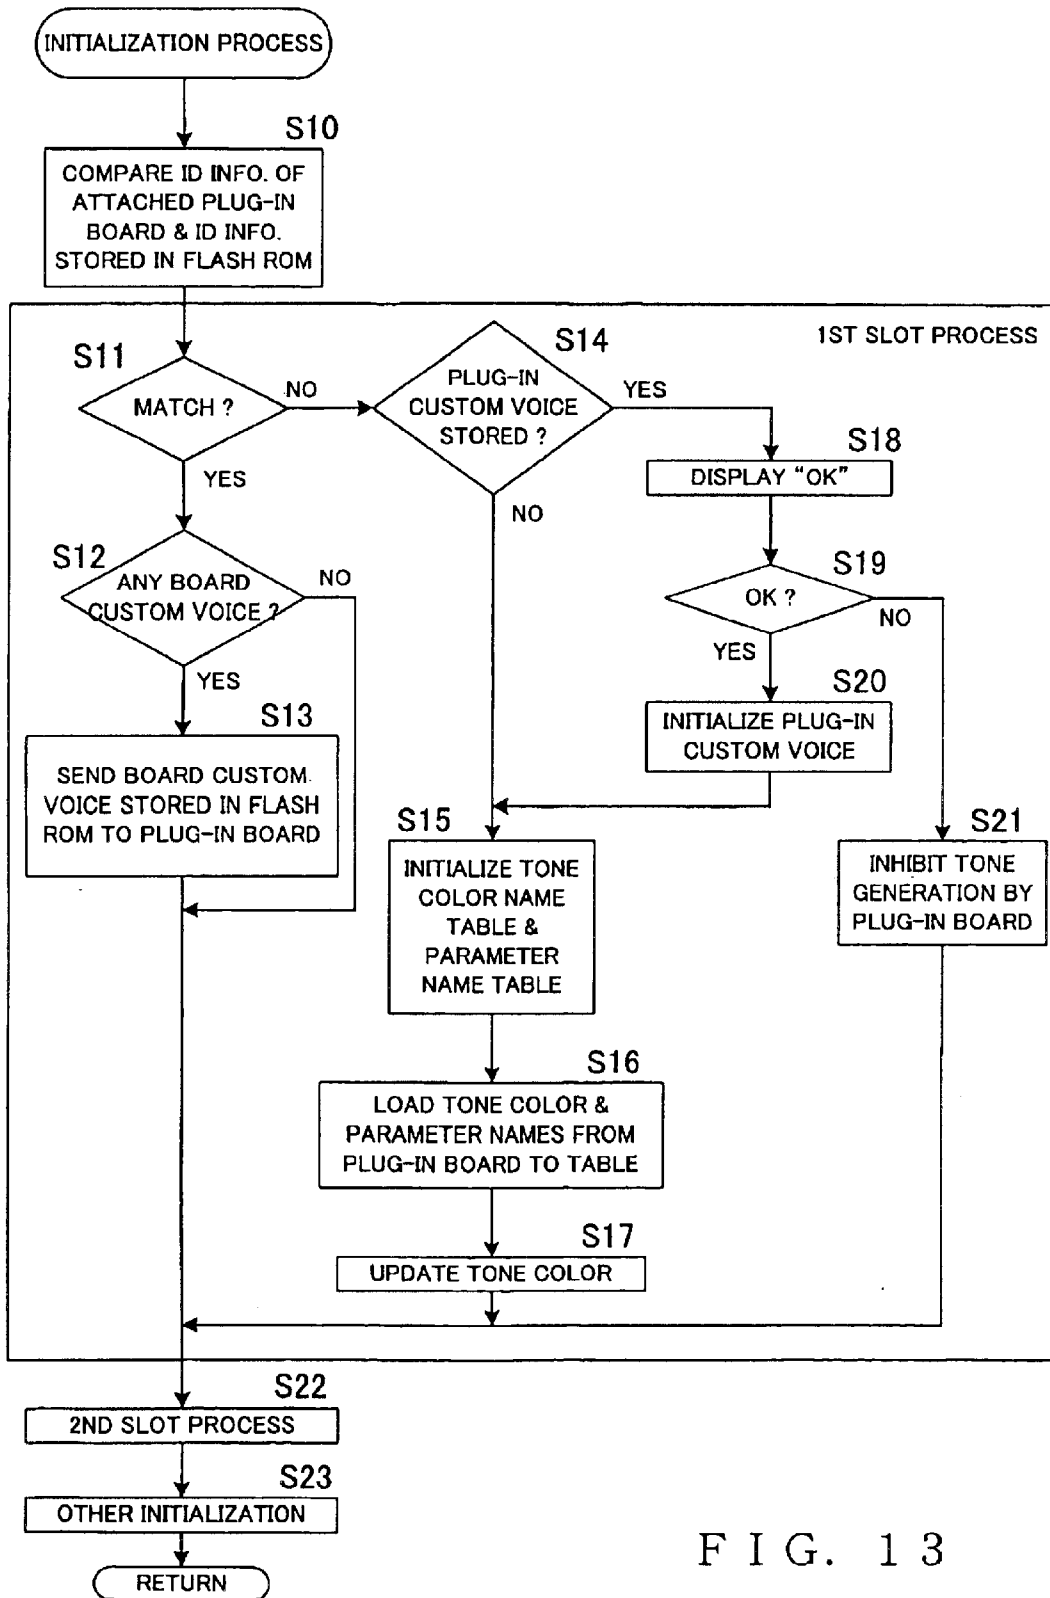 INITIALIZATION PROCESS
S10
COMPARE ID INFO. OF
ATTACHED PLUG-IN
BOARD & ID INFO.
STORED IN FLASH ROM
1ST SLOT PROCESS
S11
MATCH ?
NO
YES
S14
PLUG-IN
CUSTOM VOICE
STORED ?
YES
NO
S18
DISPLAY “OK”
S12
ANY BOARD
CUSTOM VOICE ?
NO
YES
S19
OK ?
NO
YES
S13
SEND BOARD CUSTOM
VOICE STORED IN FLASH
ROM TO PLUG-IN BOARD
S20
INITIALIZE PLUG-IN
CUSTOM VOICE
S15
INITIALIZE TONE
COLOR NAME
TABLE &
PARAMETER
NAME TABLE
S21
INHIBIT TONE
GENERATION BY
PLUG-IN BOARD
S16
LOAD TONE COLOR &
PARAMETER NAMES FROM
PLUG-IN BOARD TO TABLE
S17
UPDATE TONE COLOR
S22
2ND SLOT PROCESS
S23
OTHER INITIALIZATION
RETURN
FIG. 13